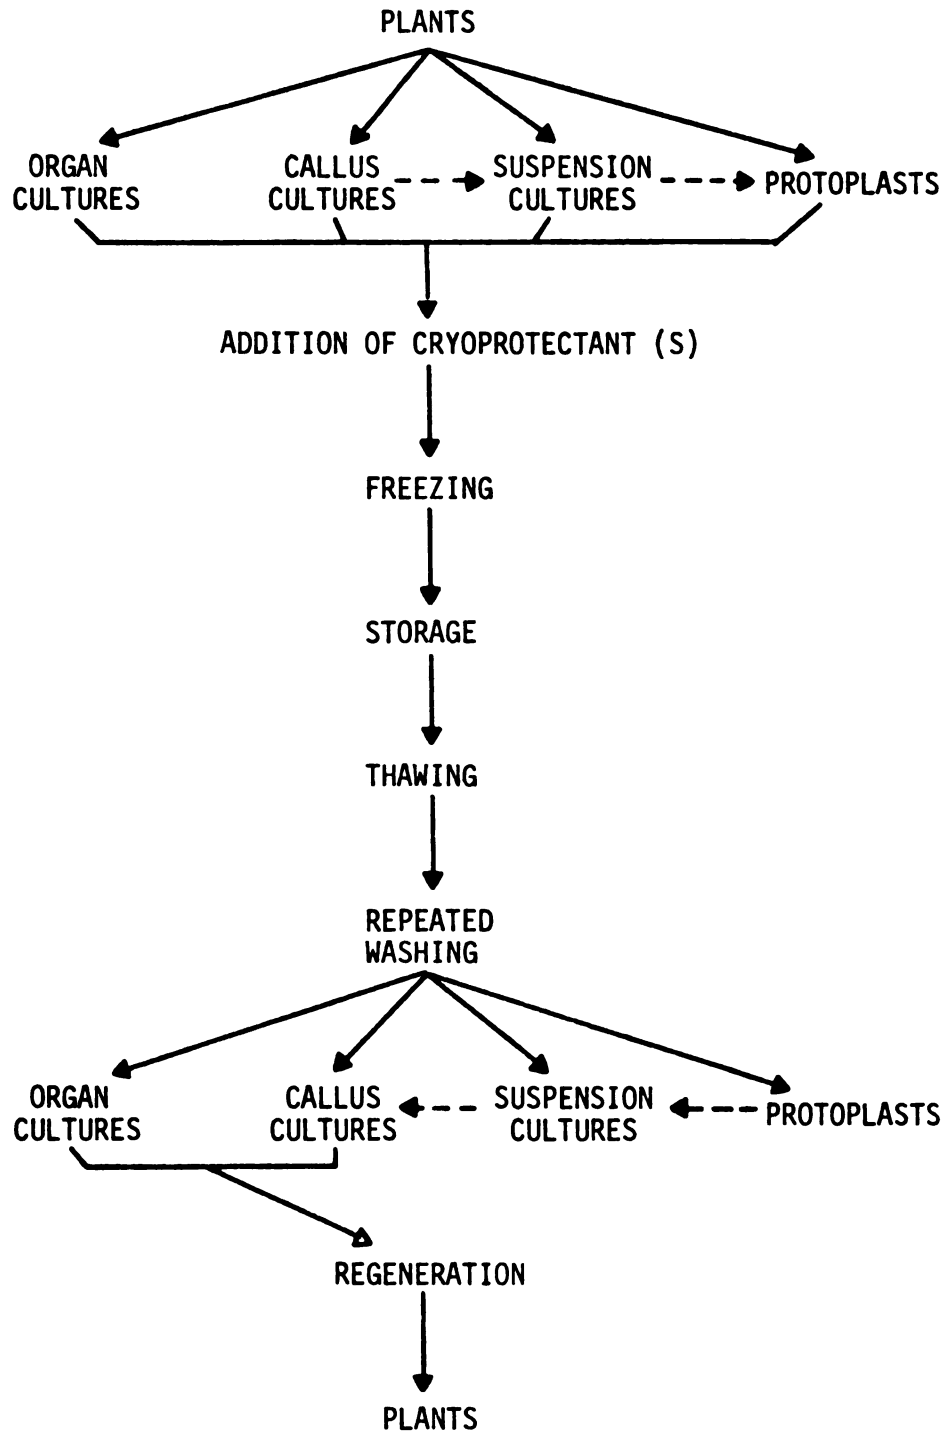 PLANTS
ORGAN
CULTURES
CALLUS
CULTURES
SUSPENSION
CULTURES
PROTOPLASTS
ADDITION OF CRYOPROTECTANT (S)
FREEZING
STORAGE
THAWING
REPEATED
WASHING
ORGAN
CULTURES
CALLUS
CULTURES
SUSPENSION
CULTURES
PROTOPLASTS
REGENERATION
PLANTS